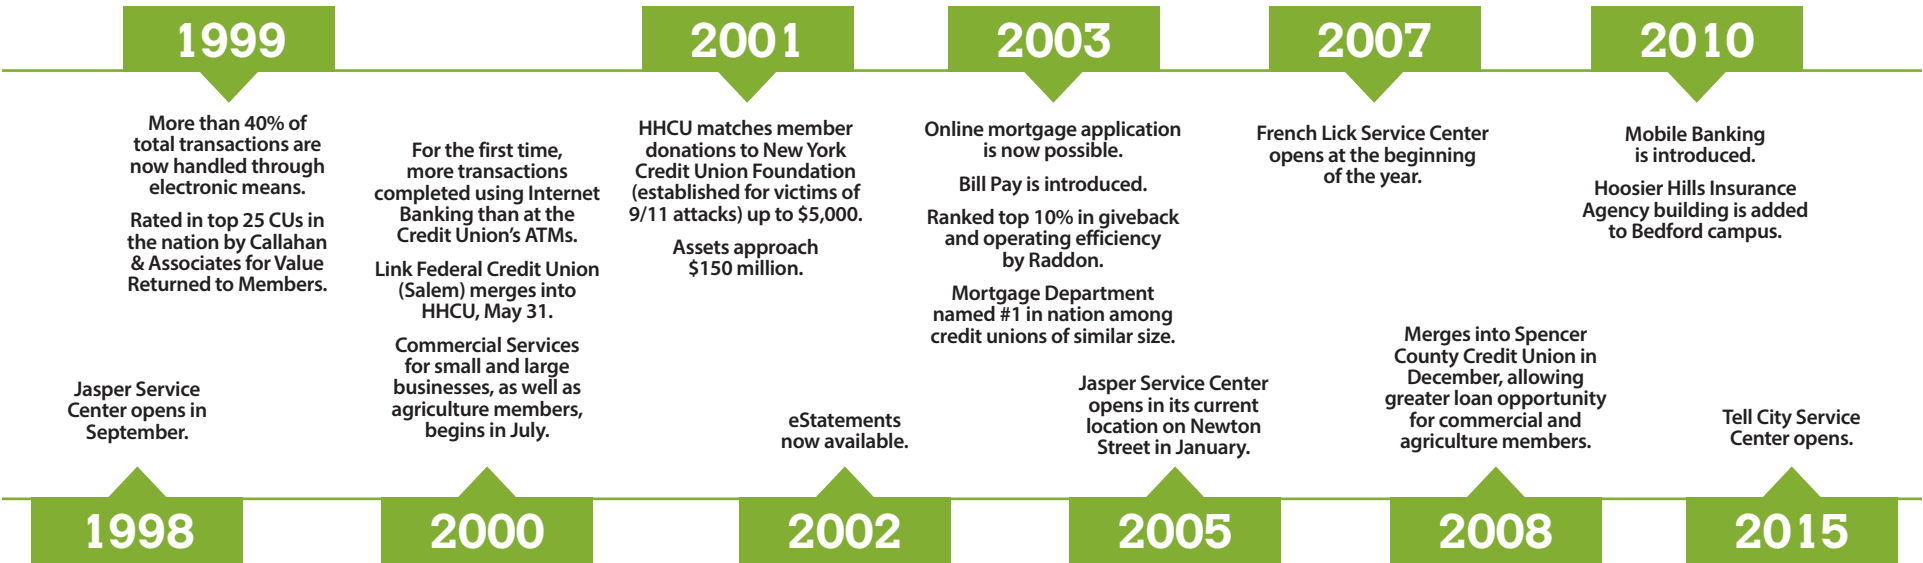 1999
More than 40% of
total transactions are
now handled through
electronic means.
Rated in top 25 CUs in
the nation by Callahan
& Associates for Value
Returned to Members.
2001
HHCU matches member
donations to New York
Credit Union Foundation
(established for victims of
9/11 attacks) up to $5,000.
Assets approach
$150 million.
2003
Online mortgage application
is now possible.
Bill Pay is introduced.
Ranked top 10% in giveback
and operating efficiency
by Raddon.
Mortgage Department
named #1 in nation among
credit unions of similar size.
2007
French Lick Service Center
opens at the beginning
of the year.
2010
Mobile Banking
is introduced.
Hoosier Hills Insurance
Agency building is added
to Bedford campus.
Jasper Service
Center opens in
September.
1998
For the first time,
more transactions
completed using Internet
Banking than at the
Credit Union’s ATMs.
Link Federal Credit Union
(Salem) merges into
HHCU, May 31.
Commercial Services
for small and large
businesses, as well as
agriculture members,
begins in July.
2000
eStatements
now available.
2002
Jasper Service Center
opens in its current
location on Newton
Street in January.
2005
Merges into Spencer
County Credit Union in
December, allowing
greater loan opportunity
for commercial and
agriculture members.
2008
Tell City Service
Center opens.
2015